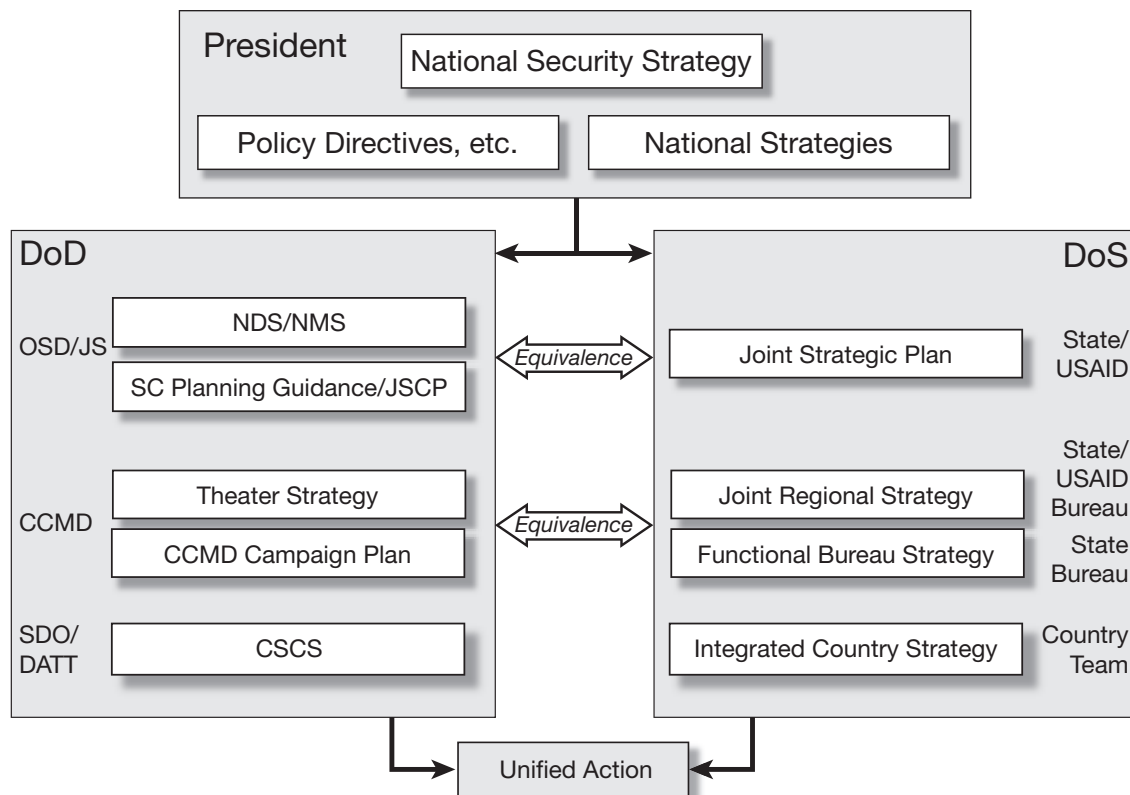 President
National Security Strategy
Policy Directives, etc.
National Strategies
DoD
OSD/JS
NDS/NMS
SC Planning Guidance/JSCP
CCMD
Theater Strategy
CCMD Campaign Plan
SDO/
DATT
CSCS
Equivalence
Equivalence
DoS
Joint Strategic Plan
State/
USAID
Joint Regional Strategy
State/
USAID
Bureau
Functional Bureau Strategy
State
Bureau
Integrated Country Strategy
Country
Team
Unified Action